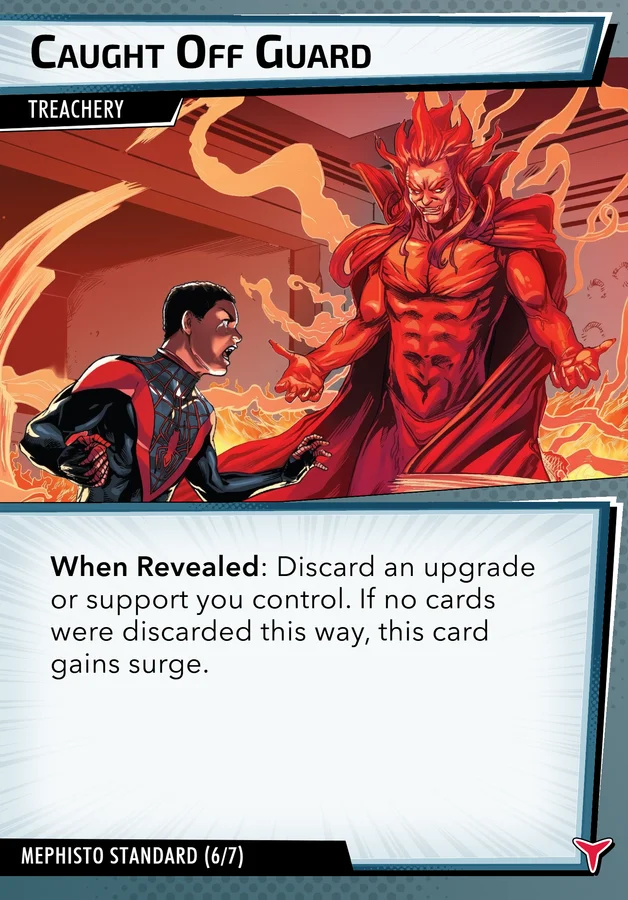 Caught Off Guard
TREACHERY
When Revealed: Discard an upgrade
or support you control. If no cards
were discarded this way, this card
gains surge.
MEPHISTO STANDARD (6/7)